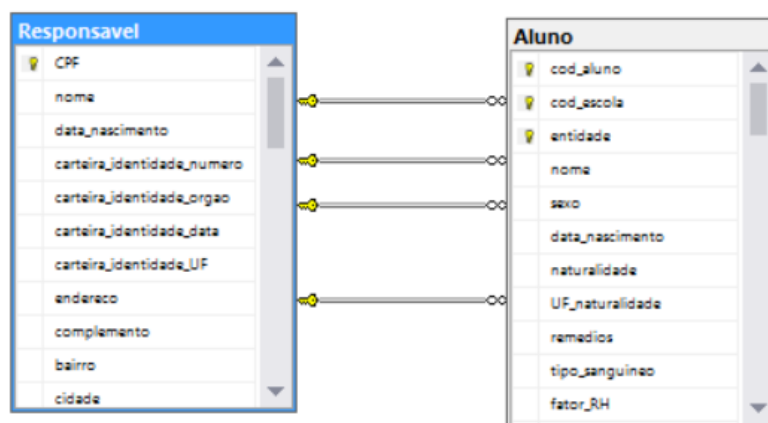 Responsavel
CPF
nome
data_nascimento
carteira_identidade_numero
carteira_identidade_orgao
carteira_identidade_data
carteira_identidade_UF
endereco
complemento
bairro
cidade
Aluno
cod_aluno
cod_escola
entidade
nome
sexo
data_nascimento
naturalidade
UF_naturalidade
remedios
tipo_sanguineo
fator_RH